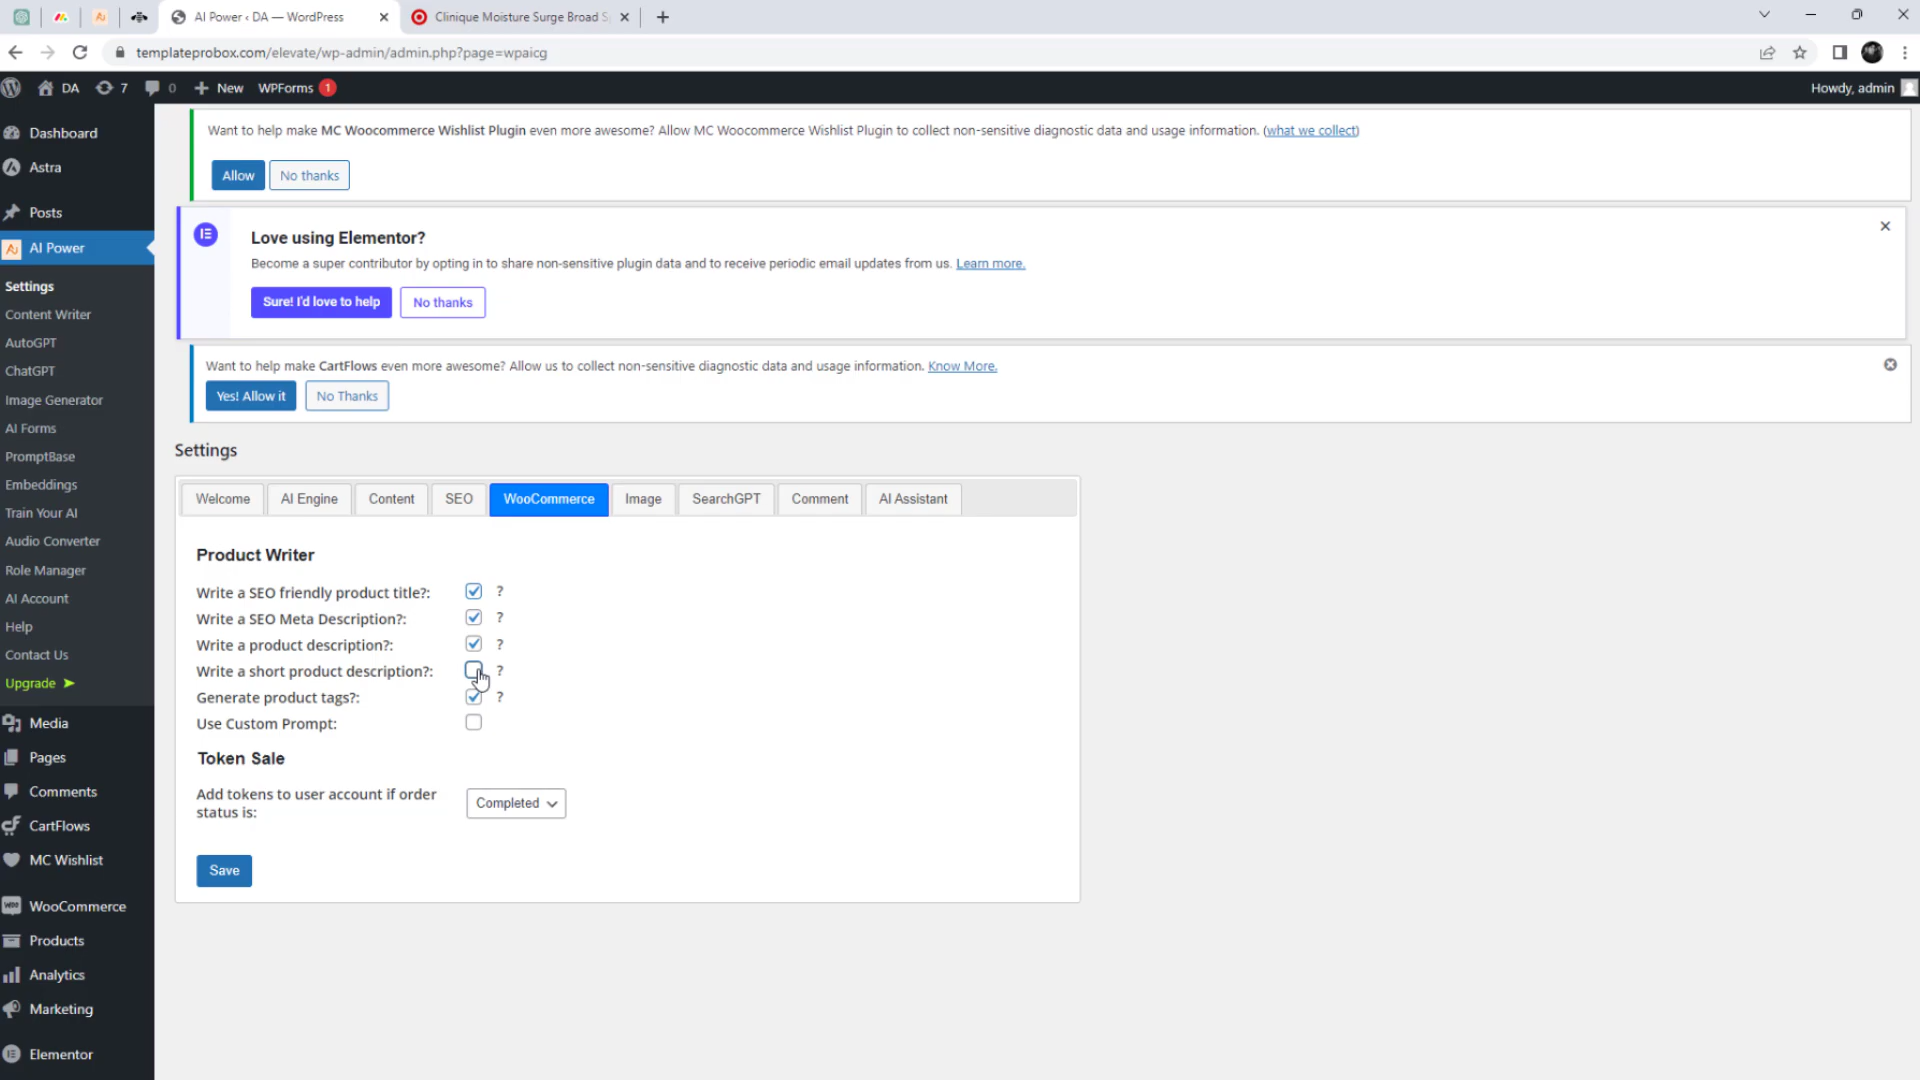 AI Power ‹ DA — WordPress
Clinique Moisture Surge Broad S
templateprobox.com/elevate/wp-admin/admin.php?page=wpaicg
DA
7
0
New
WPForms
1
Howdy, admin
Dashboard
Astra
Posts
AI Power
Settings
Content Writer
AutoGPT
ChatGPT
Image Generator
AI Forms
PromptBase
Embeddings
Train Your AI
Audio Converter
Role Manager
AI Account
Help
Contact Us
Upgrade ➤
Media
Pages
Comments
CartFlows
MC Wishlist
WooCommerce
Products
Analytics
Marketing
Elementor
Want to help make MC Woocommerce Wishlist Plugin even more awesome? Allow MC Woocommerce Wishlist Plugin to collect non-sensitive diagnostic data and usage information. (what we collect)
Allow
No thanks
Love using Elementor?
Become a super contributor by opting in to share non-sensitive plugin data and to receive periodic email updates from us. Learn more.
Sure! I'd love to help
No thanks
Want to help make CartFlows even more awesome? Allow us to collect non-sensitive diagnostic data and usage information. Know More.
Yes! Allow it
No Thanks
Settings
Welcome
AI Engine
Content
SEO
WooCommerce
Image
SearchGPT
Comment
AI Assistant
Product Writer
Write a SEO friendly product title?: ?
Write a SEO Meta Description?: ?
Write a product description?: ?
Write a short product description?: ?
Generate product tags?: ?
Use Custom Prompt:
Token Sale
Add tokens to user account if order
status is:
Completed
Save